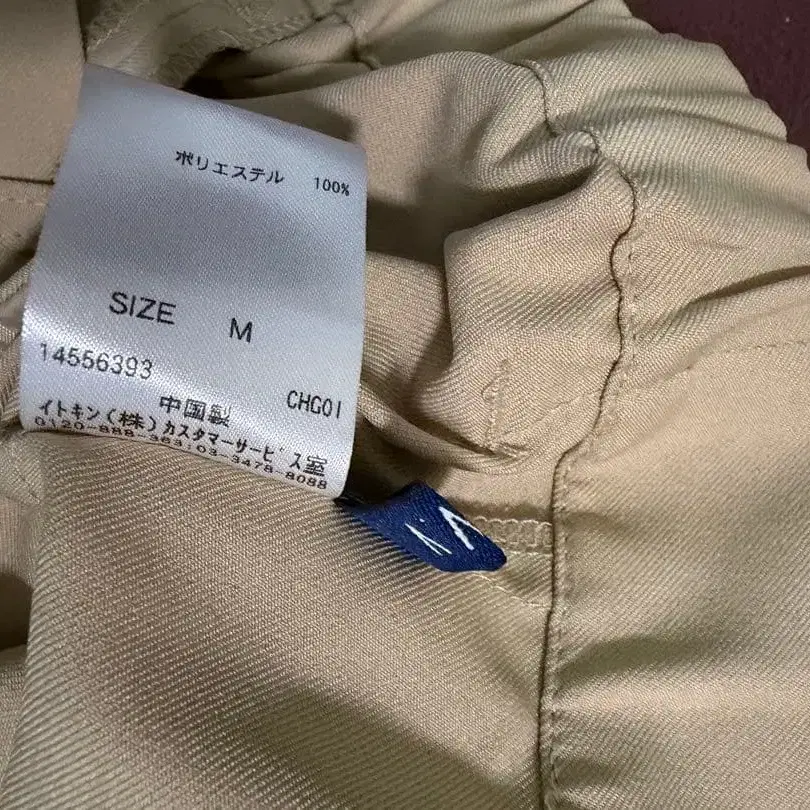 ポリエステル 100%
SIZE M
14556393
中国製 CHG01
イトキン(株)カスタマーサービス室
0120-888-363:03-3478-8088